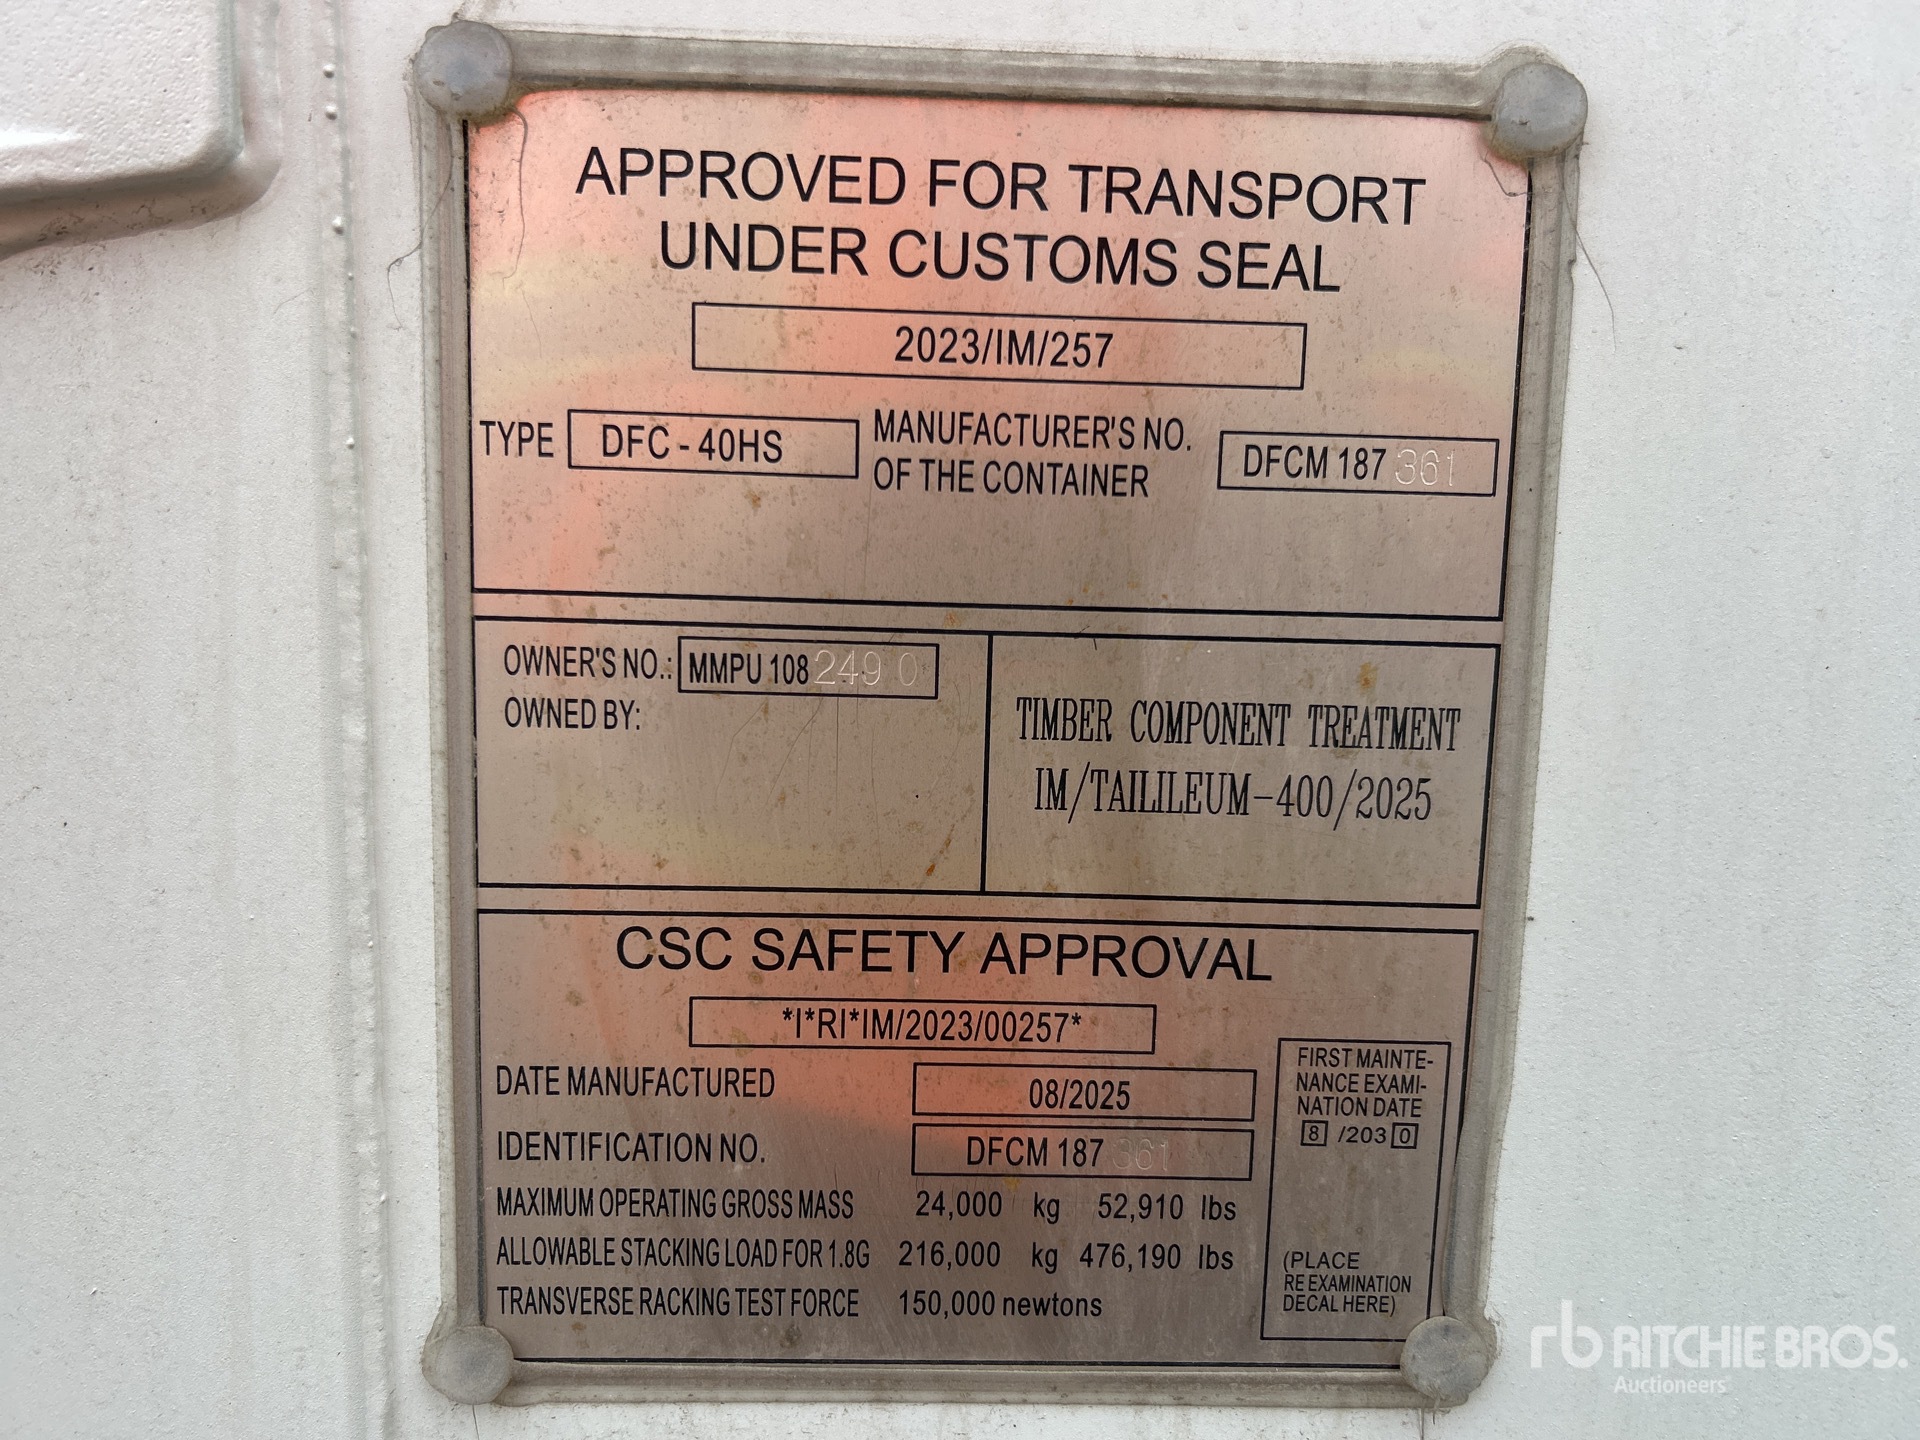 APPROVED FOR TRANSPORT
UNDER CUSTOMS SEAL
2023/IM/257
TYPE DFC - 40HS MANUFACTURER'S NO.
OF THE CONTAINER DFCM 187 361
OWNER'S NO.: MMPU 108 249 0
OWNED BY:
TIMBER COMPONENT TREATMENT
IM/TAILILEUM-400/2025
CSC SAFETY APPROVAL
*I*RI*IM/2023/00257*
DATE MANUFACTURED 08/2025
IDENTIFICATION NO. DFCM 187 361
MAXIMUM OPERATING GROSS MASS 24,000 kg 52,910 lbs
ALLOWABLE STACKING LOAD FOR 1.8G 216,000 kg 476,190 lbs
TRANSVERSE RACKING TEST FORCE 150,000 newtons
FIRST MAINTE-
NANCE EXAMI-
NATION DATE
8 /203 0
(PLACE
RE EXAMINATION
DECAL HERE)
rb RITCHIE BROS.
Auctioneers